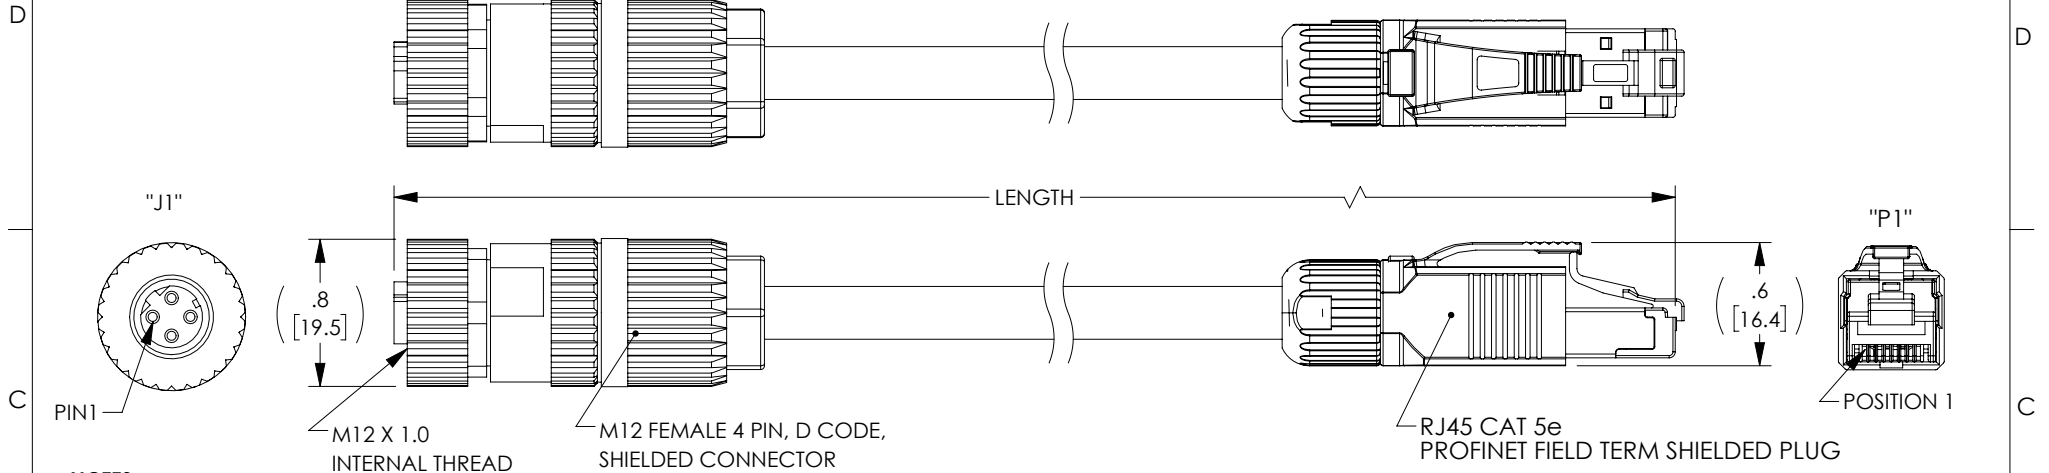 D
D
LENGTH
"J1"
"P1"
.8
[19.5]
.6
[16.4]
PIN1
POSITION 1
C
C
M12 X 1.0
INTERNAL THREAD
M12 FEMALE 4 PIN, D CODE,
SHIELDED CONNECTOR
RJ45 CAT 5e
PROFINET FIELD TERM SHIELDED PLUG